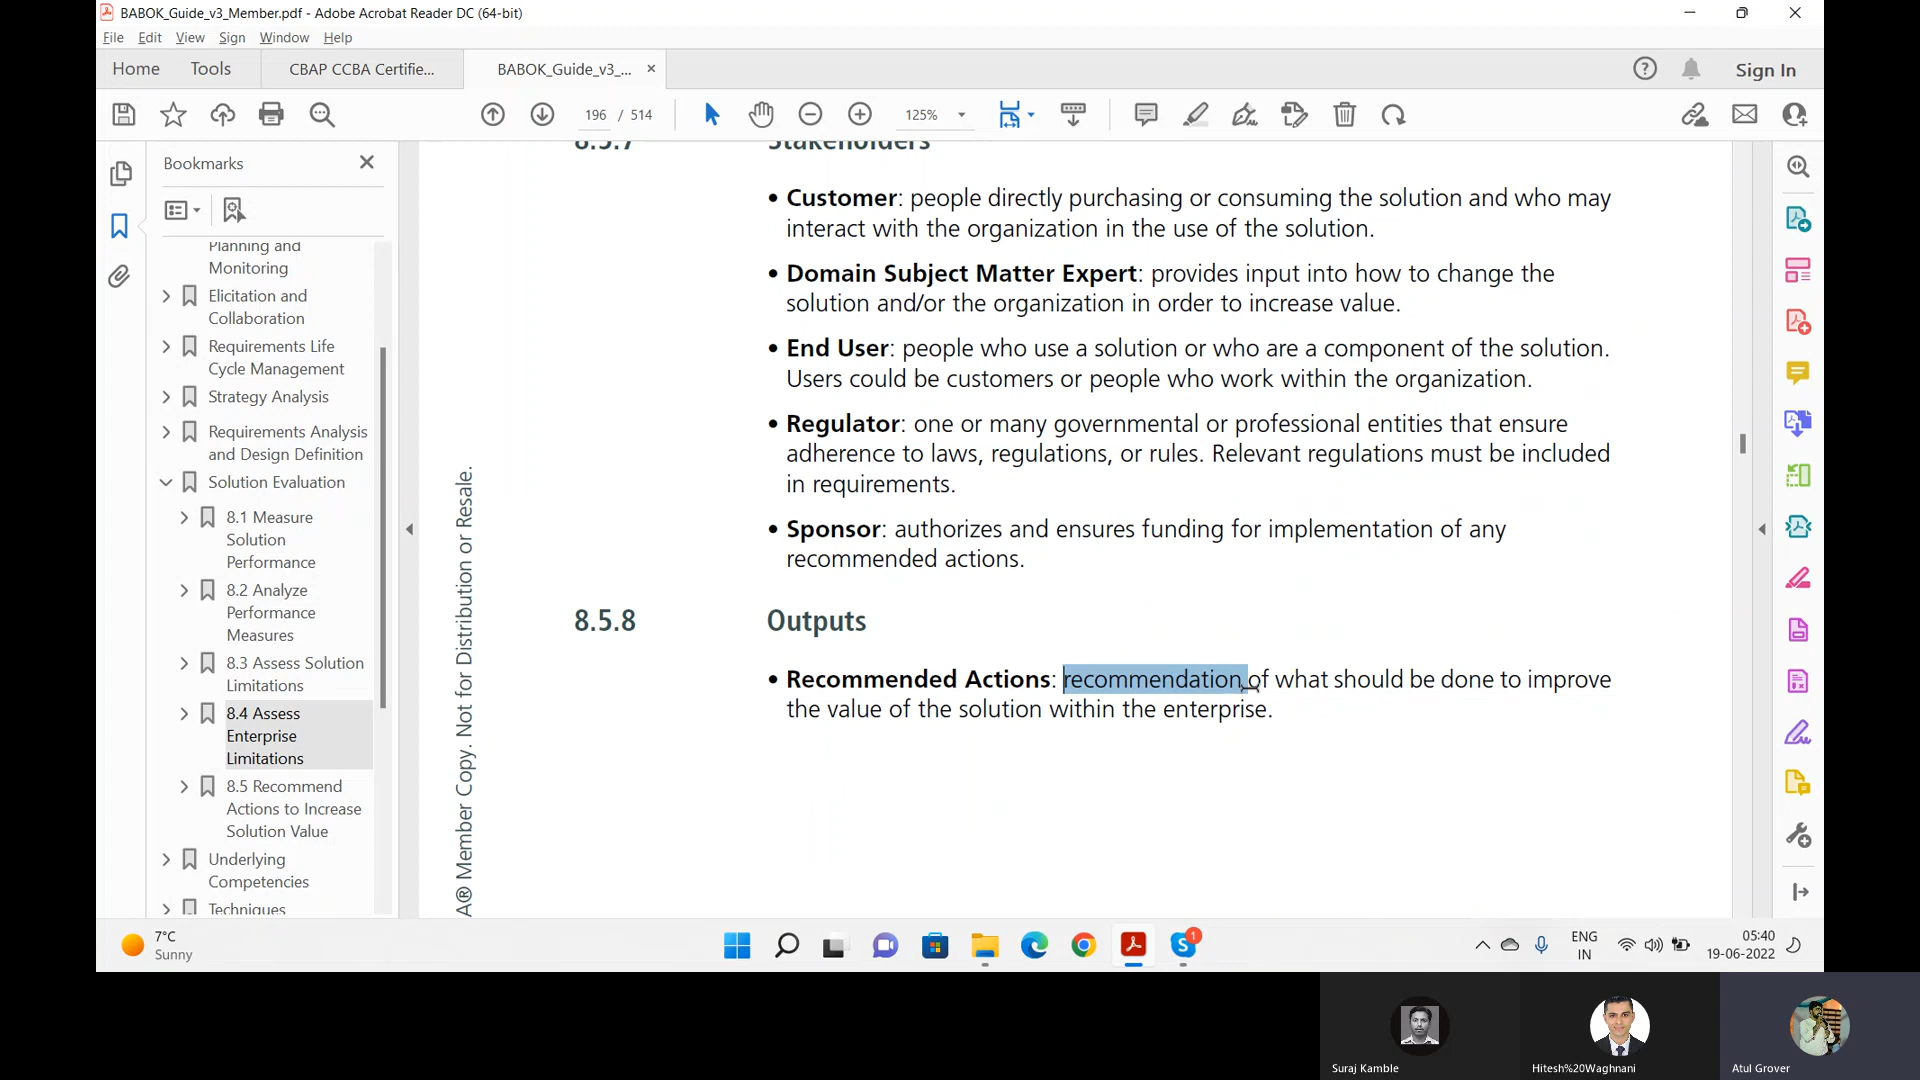 BABOK_Guide_v3_Member.pdf - Adobe Acrobat Reader DC (64-bit)
File Edit View Sign Window Help
Home Tools CBAP CCBA Certifie... BABOK_Guide_v3_... Sign In
196 / 514 125%
Bookmarks
Planning and
Monitoring
Elicitation and
Collaboration
Requirements Life
Cycle Management
Strategy Analysis
Requirements Analysis
and Design Definition
Solution Evaluation
8.1 Measure
Solution
Performance
8.2 Analyze
Performance
Measures
8.3 Assess Solution
Limitations
8.4 Assess
Enterprise
Limitations
8.5 Recommend
Actions to Increase
Solution Value
Underlying
Competencies
Techniques
A® Member Copy. Not for Distribution or Resale.
8.5.7 Stakeholders
• Customer: people directly purchasing or consuming the solution and who may
interact with the organization in the use of the solution.
• Domain Subject Matter Expert: provides input into how to change the
solution and/or the organization in order to increase value.
• End User: people who use a solution or who are a component of the solution.
Users could be customers or people who work within the organization.
• Regulator: one or many governmental or professional entities that ensure
adherence to laws, regulations, or rules. Relevant regulations must be included
in requirements.
• Sponsor: authorizes and ensures funding for implementation of any
recommended actions.
8.5.8 Outputs
• Recommended Actions: recommendation of what should be done to improve
the value of the solution within the enterprise.
7°C
Sunny
1
ENG
IN
05:40
19-06-2022
Suraj Kamble
Hitesh%20Waghnani
Atul Grover